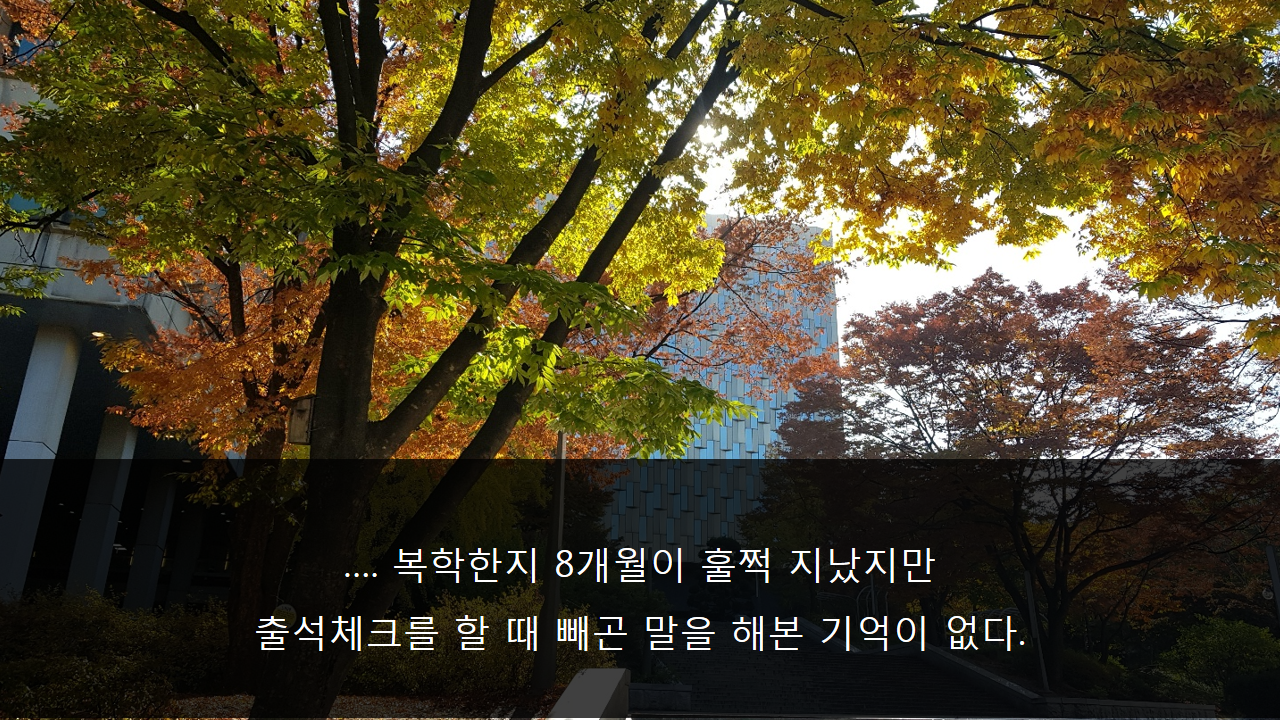 .... 복학한지 8개월이 훌쩍 지났지만
출석체크를 할 때 빼곤 말을 해본 기억이 없다.